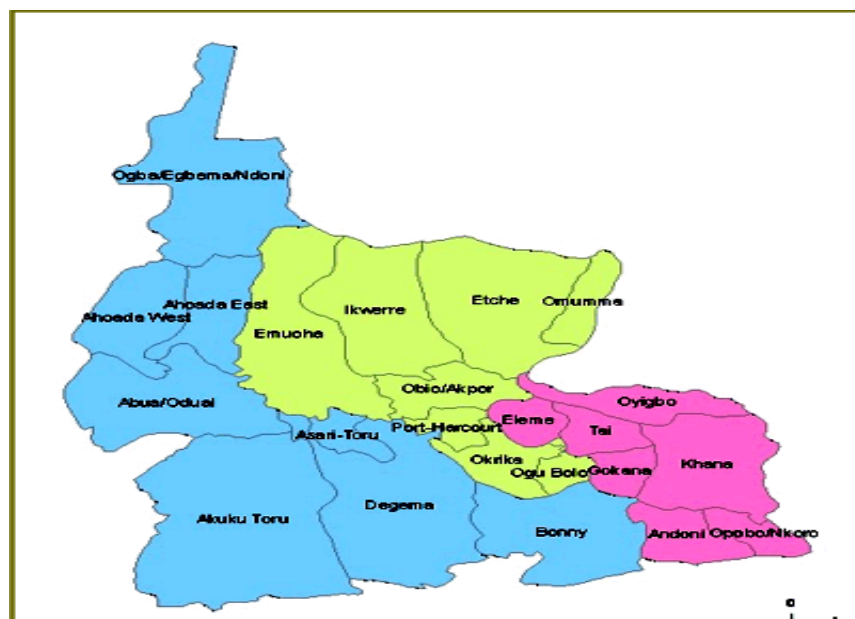 Ogba/Egbema/Ndoni
Ahoada East
Ahoada West
Emuoha
Ikwerre
Etche
Omumma
Abua/Odual
Obio/Akpor
Oyigbo
Asari-Toru
Port-Harcourt
Eleme
Tai
Okrika
Ogu Bolo
Gokana
Khana
Akuku Toru
Degema
Bonny
Andoni
Opobo/Nkoro